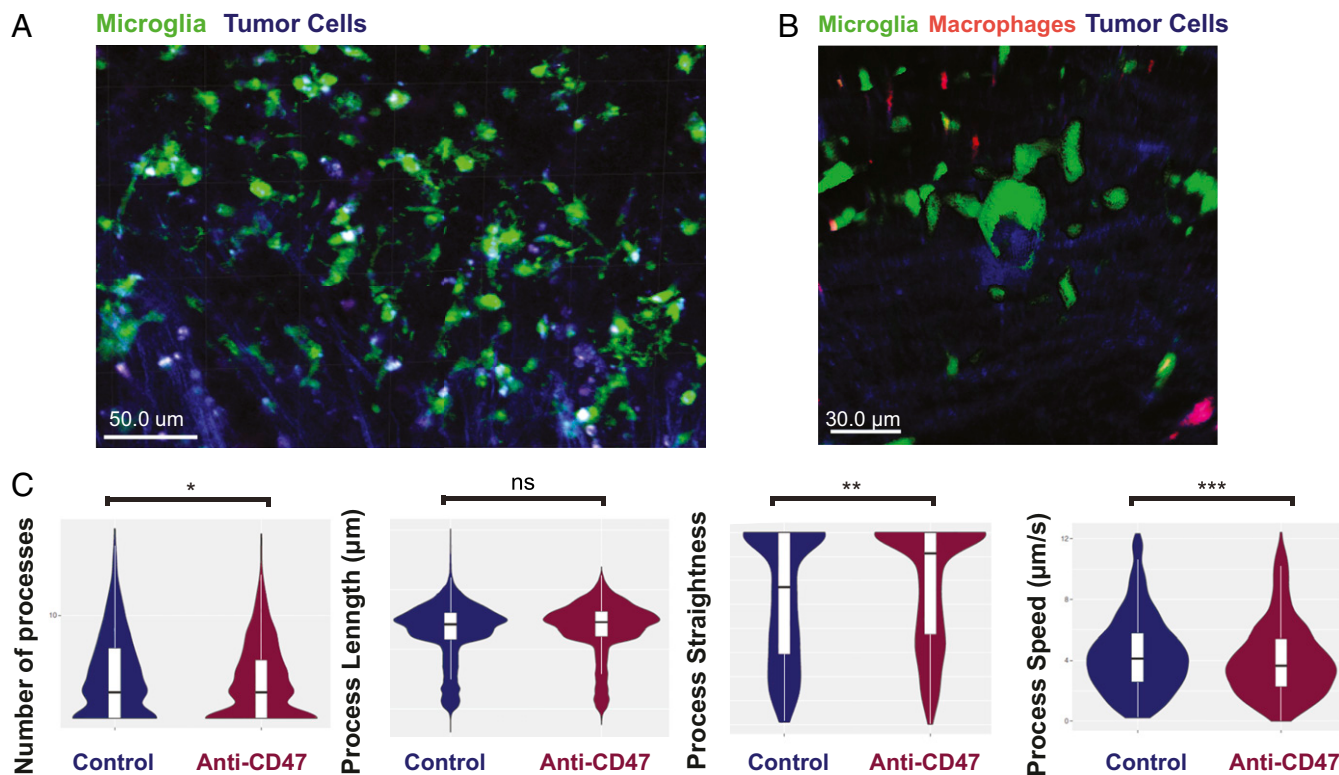 A
Microglia Tumor Cells
50.0 um
B
Microglia Macrophages Tumor Cells
30.0 µm
C
Number of processes
10
*
Control
Anti-CD47
Process Lenngth (µm)
ns
Control
Anti-CD47
Process Straightness
**
Control
Anti-CD47
Process Speed (µm/s)
***
12
8
4
0
Control
Anti-CD47